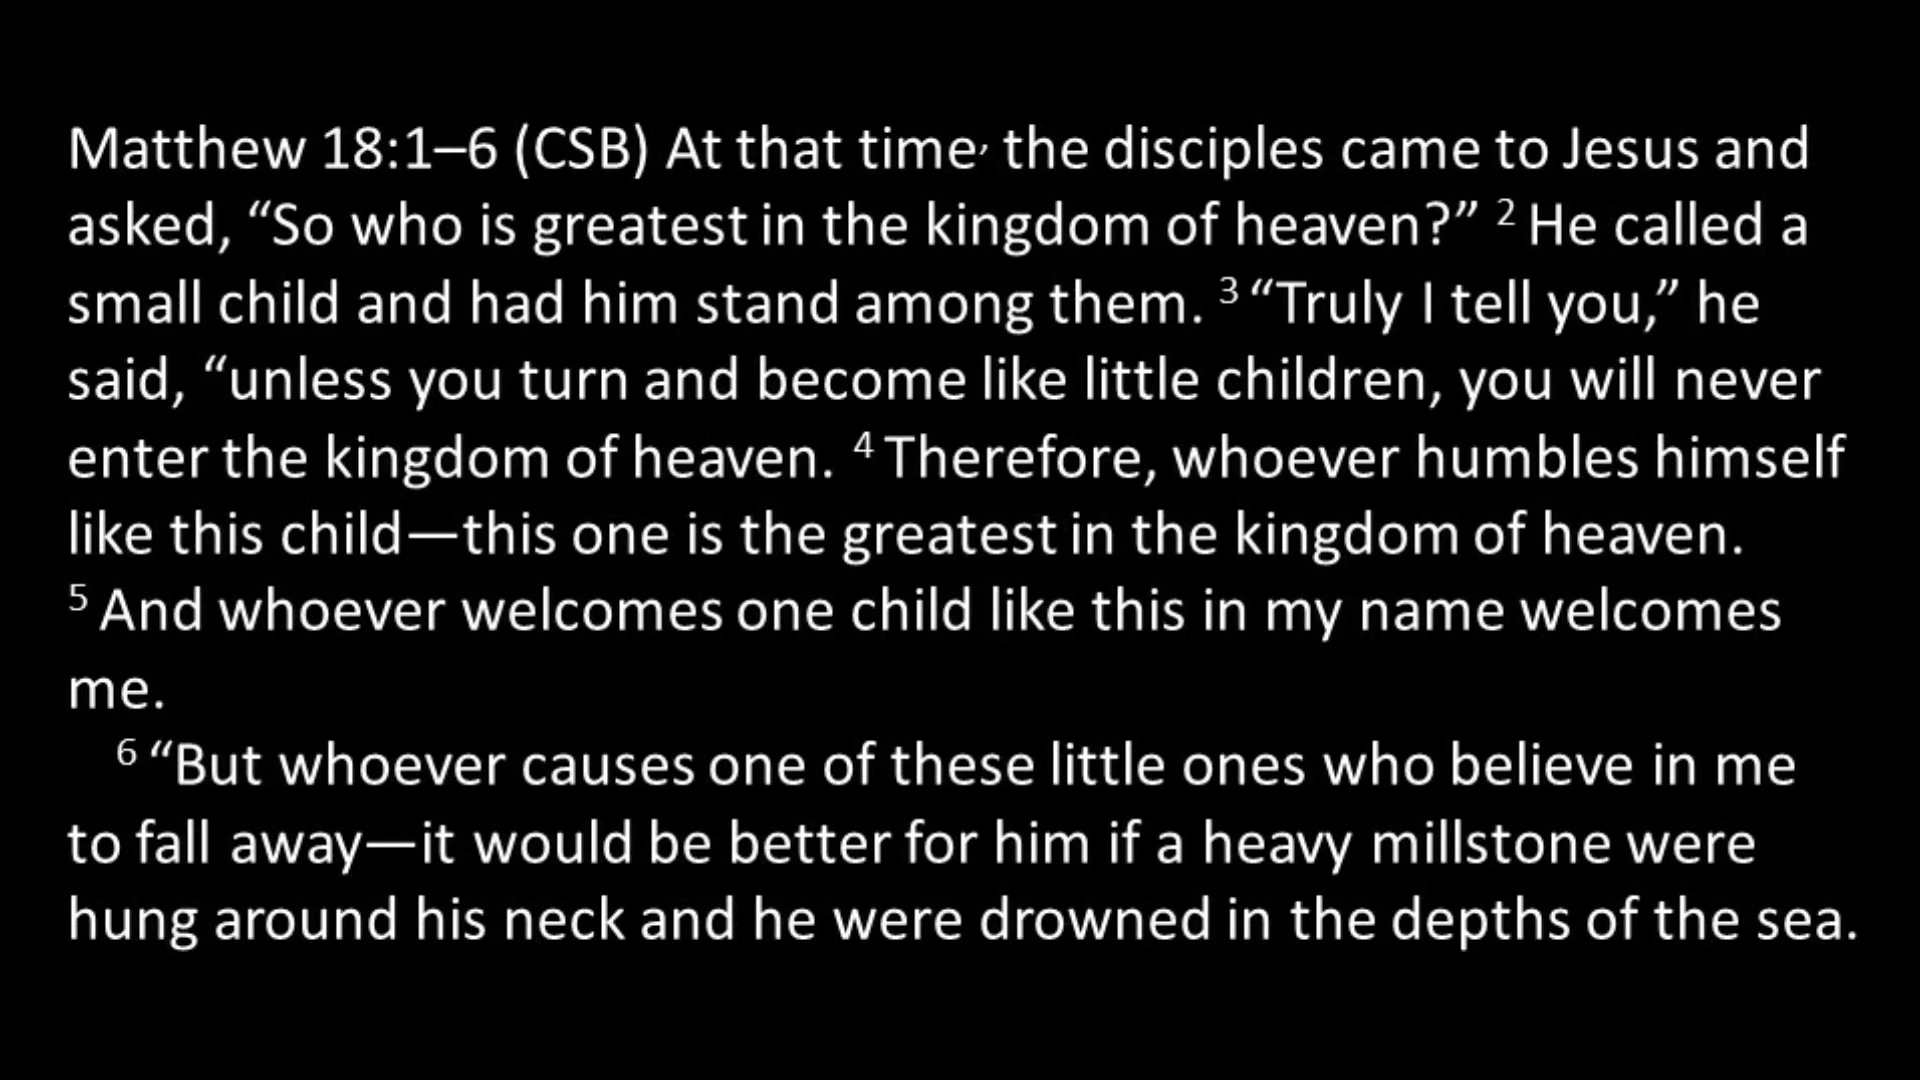 Matthew 18:1–6 (CSB) At that time, the disciples came to Jesus and
asked, “So who is greatest in the kingdom of heaven?” 2 He called a
small child and had him stand among them. 3 “Truly I tell you,” he
said, “unless you turn and become like little children, you will never
enter the kingdom of heaven. 4 Therefore, whoever humbles himself
like this child—this one is the greatest in the kingdom of heaven.
5 And whoever welcomes one child like this in my name welcomes
me.
6 “But whoever causes one of these little ones who believe in me
to fall away—it would be better for him if a heavy millstone were
hung around his neck and he were drowned in the depths of the sea.